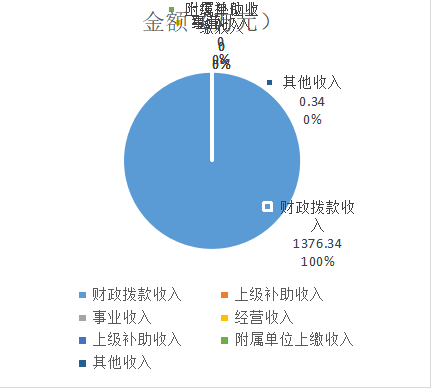 金额（万元）
0
0%
其他收入
0.34
0%
财政拨款收
入
1376.34
100%
财政拨款收入 上级补助收入
事业收入 经营收入
上级补助收入 附属单位上缴收入
其他收入